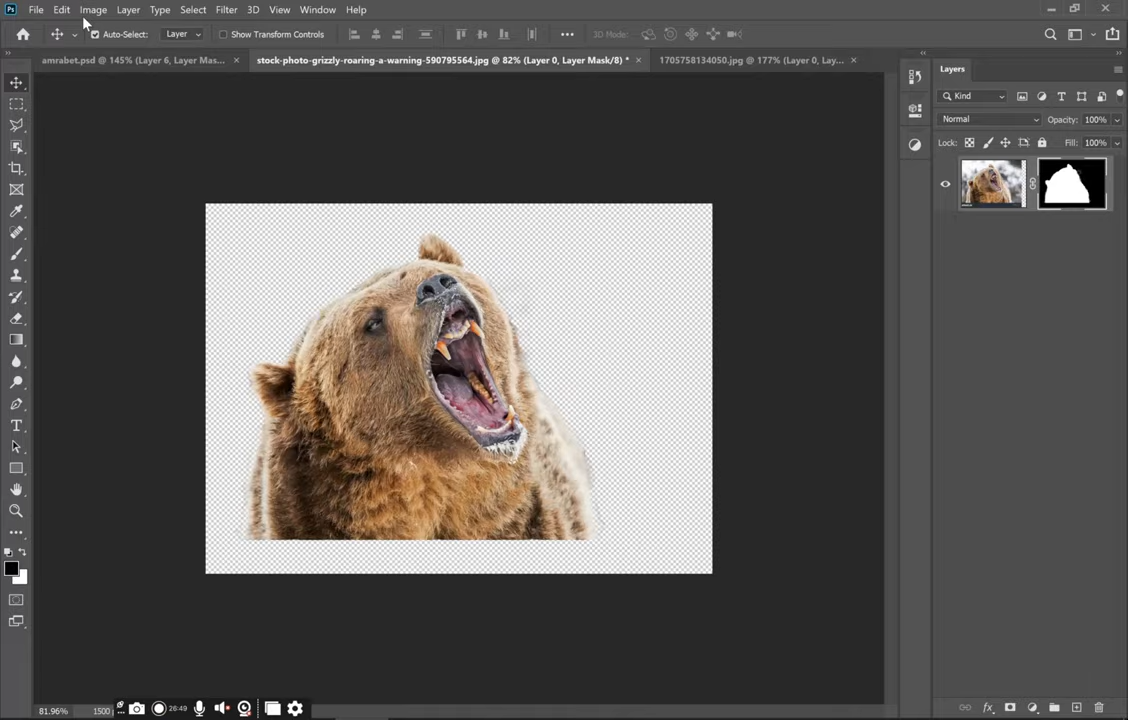 Ps File Edit Image Layer Type Select Filter 3D View Window Help
Auto-Select: Layer Show Transform Controls 3D Mode:
amrabet.psd @ 145% (Layer 6, Layer Mas... × stock-photo-grizzly-roaring-a-warning-590795564.jpg @ 82% (Layer 0, Layer Mask/8) * × 1705758134050.jpg @ 177% (Layer 0, Lay... ×
Layers
Kind
Normal Opacity: 100%
Lock: Fill: 100%
81.96% 1500
26:49